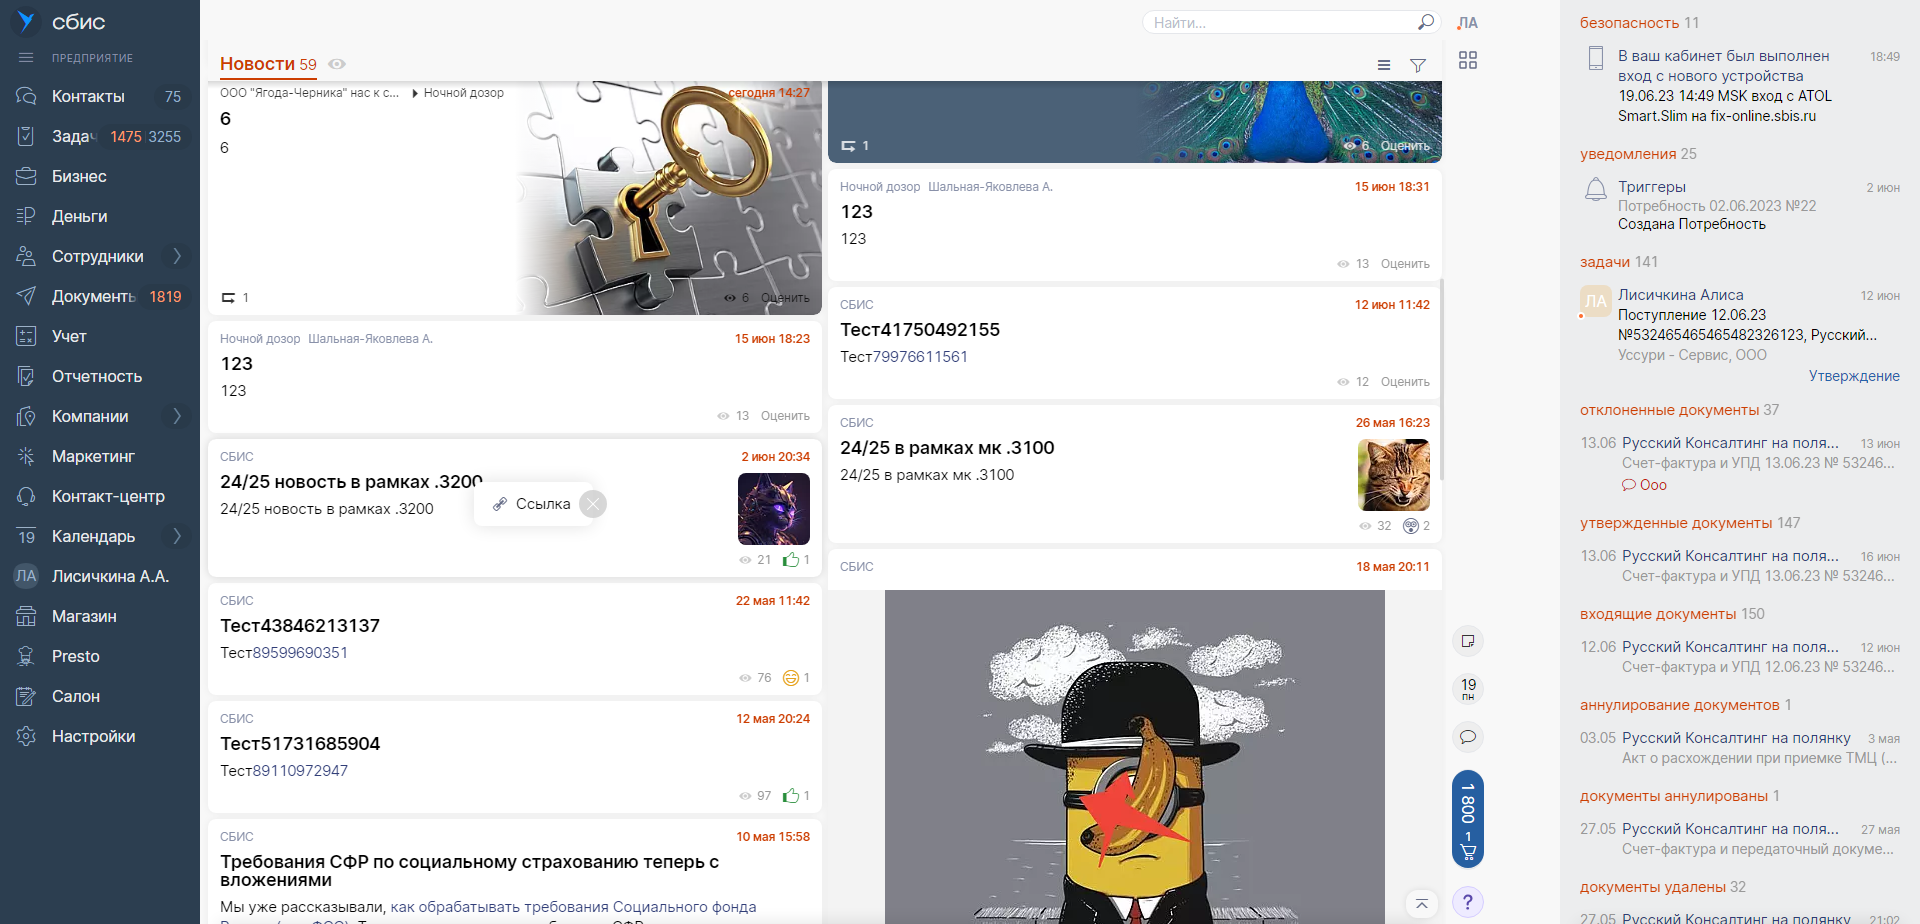 сбис
ПРЕДПРИЯТИЕ
Контакты 75
Задач 1475 3255
Бизнес
Деньги
Сотрудники
Документы 1819
Учет
Отчетность
Компании
Маркетинг
Контакт-центр
19 Календарь
ЛА Лисичкина А.А.
Магазин
Presto
Салон
Настройки
Найти...
ЛА
Новости 59
ООО "Ягода-Черника" нас к с... Ночной дозор сегодня 14:27
6
6
1 6 Оценить
Ночной дозор Шальная-Яковлева А. 15 июн 18:23
123
123
13 Оценить
СБИС 2 июн 20:34
24/25 новость в рамках .3200
24/25 новость в рамках .3200
Ссылка
21 1
СБИС 22 мая 11:42
Тест43846213137
Тест89599690351
76 1
СБИС 12 мая 20:24
Тест51731685904
Тест89110972947
97 1
СБИС 10 мая 15:58
Требования СФР по социальному страхованию теперь с
вложениями
Мы уже рассказывали, как обрабатывать требования Социального фонда
1 6 Оценить
Ночной дозор Шальная-Яковлева А. 15 июн 18:31
123
123
13 Оценить
СБИС 12 июн 11:42
Тест41750492155
Тест79976611561
12 Оценить
СБИС 26 мая 16:23
24/25 в рамках мк .3100
24/25 в рамках мк .3100
32 2
СБИС 18 мая 20:11
19
ПН
1 800
1
?
безопасность 11
В ваш кабинет был выполнен 18:49
вход с нового устройства
19.06.23 14:49 MSK вход с ATOL
Smart.Slim на fix-online.sbis.ru
уведомления 25
Триггеры 2 июн
Потребность 02.06.2023 №22
Создана Потребность
задачи 141
ЛА Лисичкина Алиса 12 июн
Поступление 12.06.23
№532465465465482326123, Русский...
Уссури - Сервис, ООО
Утверждение
отклоненные документы 37
13.06 Русский Консалтинг на поля... 13 июн
Счет-фактура и УПД 13.06.23 № 53246...
Ооо
утвержденные документы 147
13.06 Русский Консалтинг на поля... 16 июн
Счет-фактура и УПД 13.06.23 № 53246...
входящие документы 150
12.06 Русский Консалтинг на поля... 12 июн
Счет-фактура и УПД 12.06.23 № 53246...
аннулирование документов 1
03.05 Русский Консалтинг на полянку 3 мая
Акт о расхождении при приемке ТМЦ (...
документы аннулированы 1
27.05 Русский Консалтинг на поля... 27 мая
Счет-фактура и передаточный докуме...
документы удалены 32
27.05 Русский Консалтинг на полянку 21:02